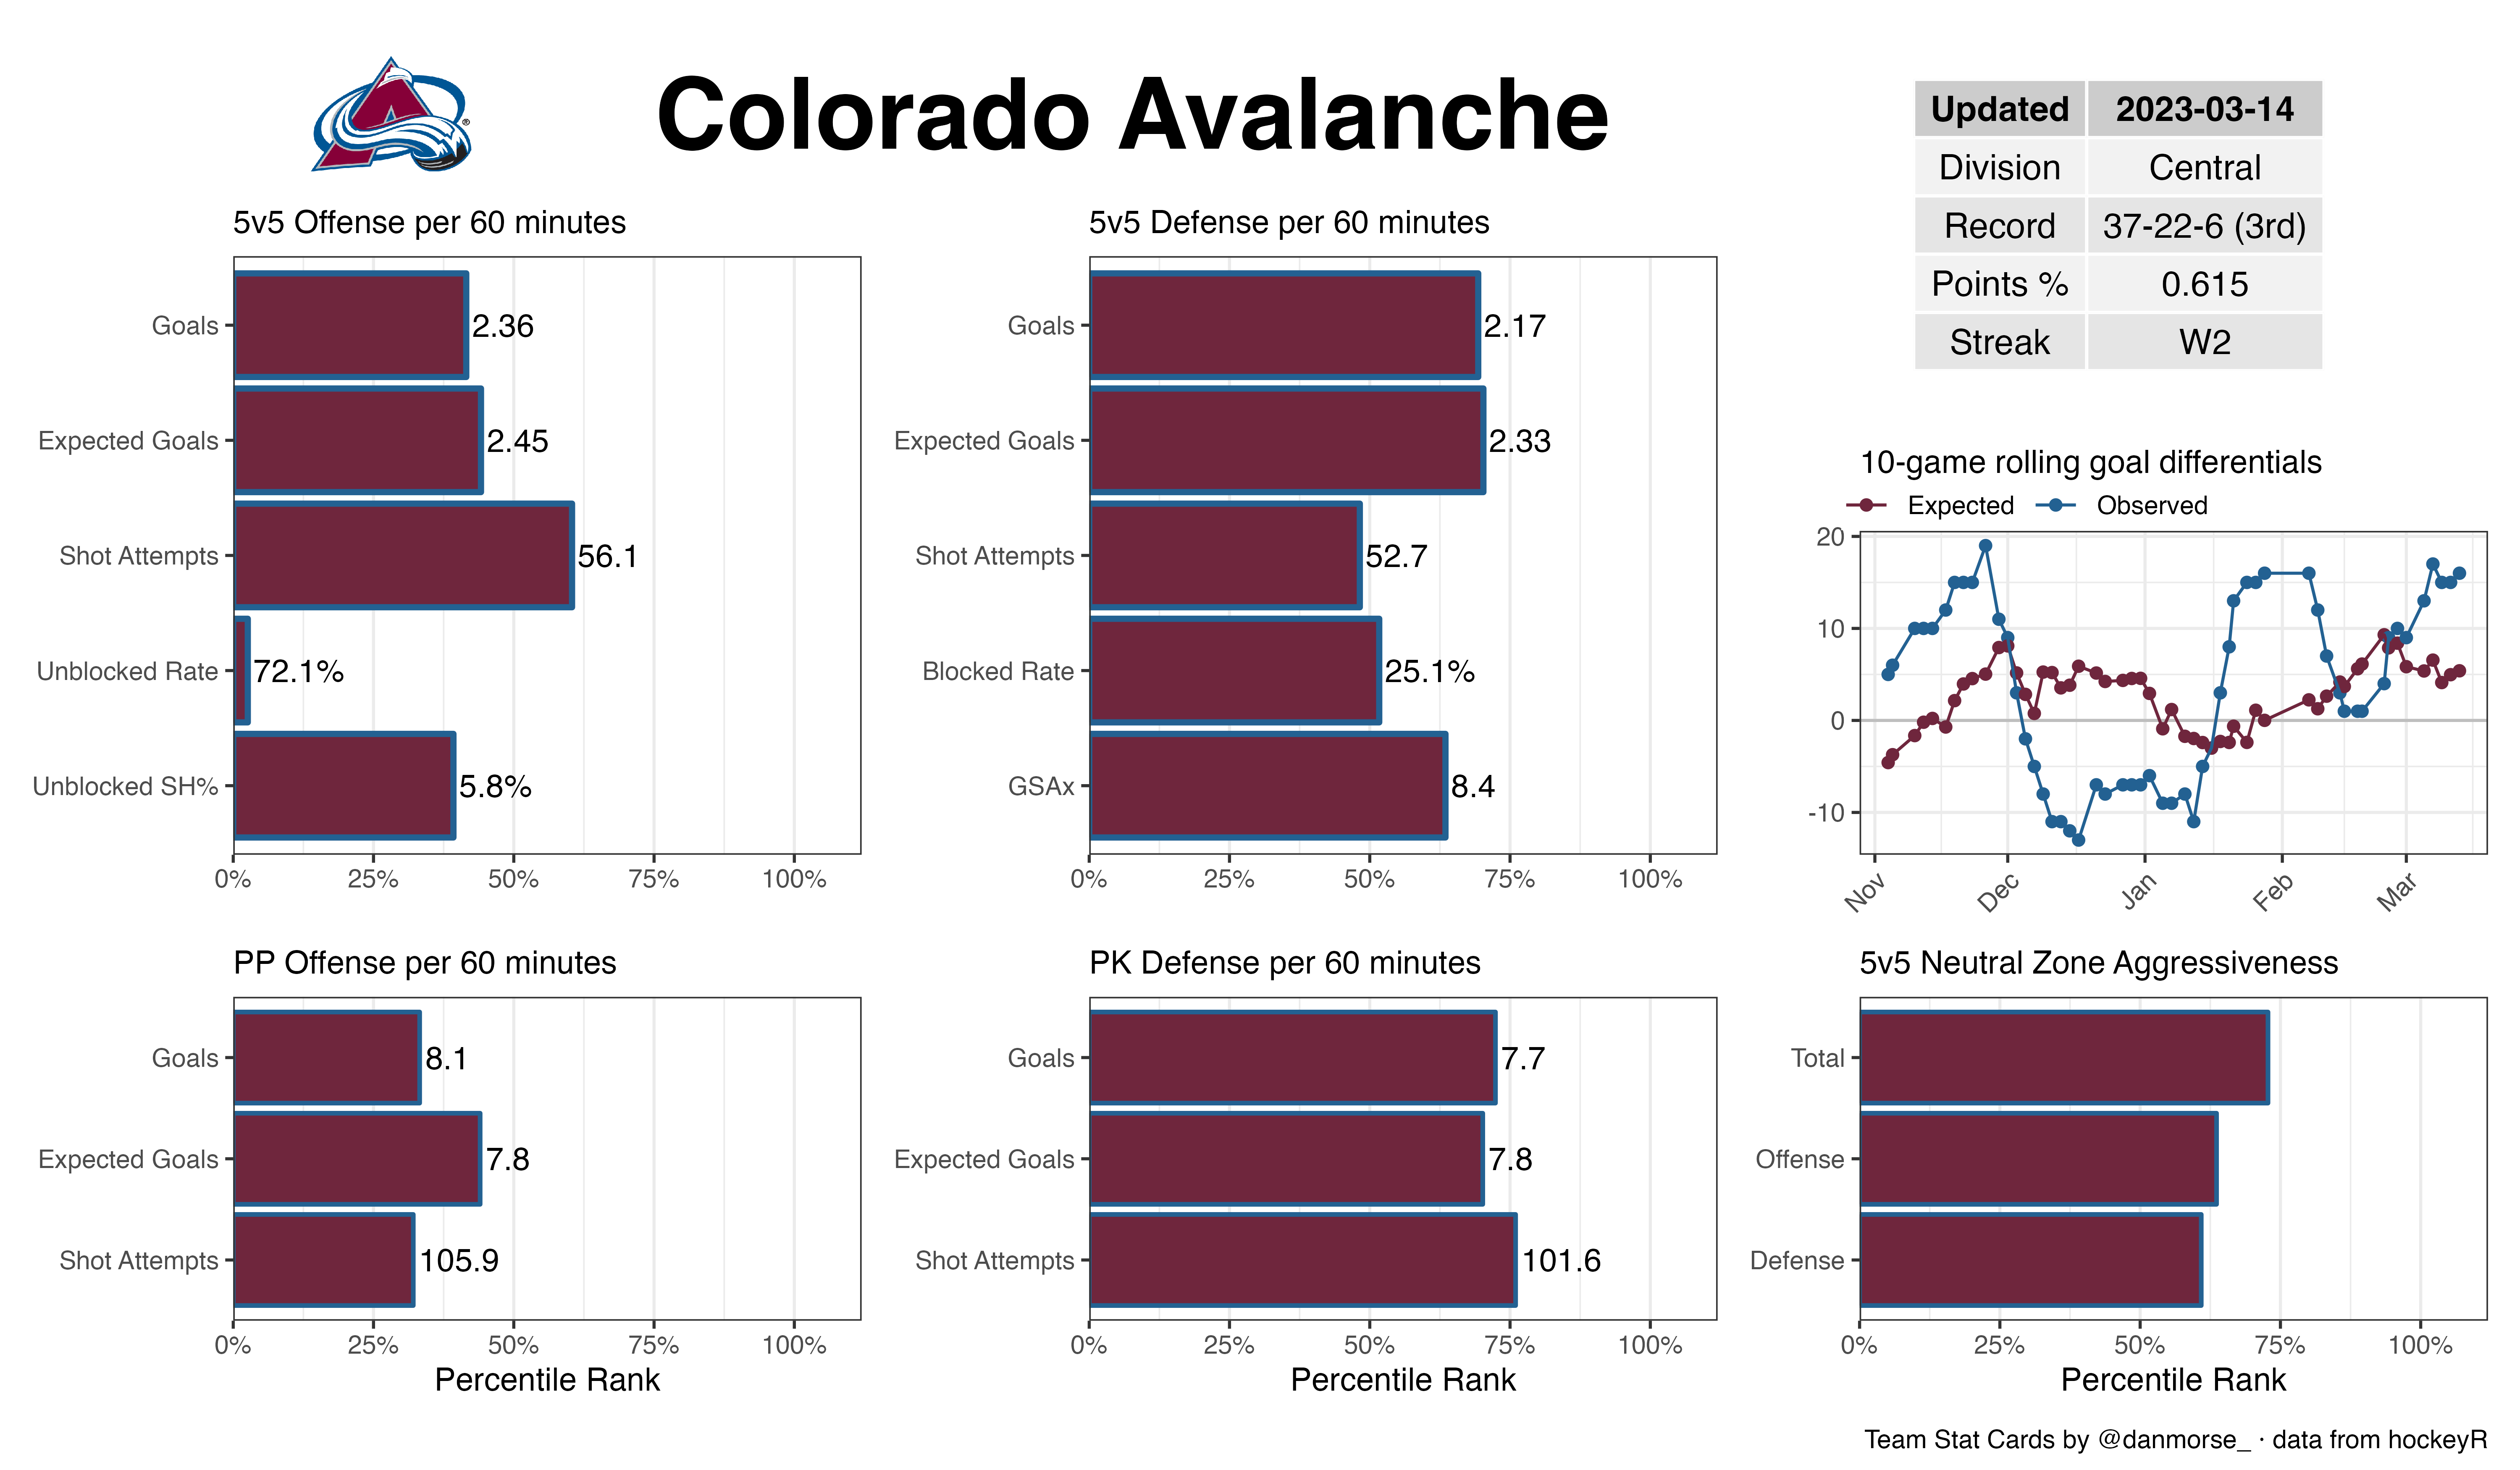 Colorado Avalanche
®
Updated 2023-03-14
Division Central
Record 37-22-6 (3rd)
Points % 0.615
Streak W2
5v5 Offense per 60 minutes
Goals 2.36
Expected Goals 2.45
Shot Attempts 56.1
Unblocked Rate 72.1%
Unblocked SH% 5.8%
0% 25% 50% 75% 100%
5v5 Defense per 60 minutes
Goals 2.17
Expected Goals 2.33
Shot Attempts 52.7
Blocked Rate 25.1%
GSAx 8.4
0% 25% 50% 75% 100%
10-game rolling goal differentials
Expected Observed
20
10
0
-10
Nov Dec Jan Feb Mar
PP Offense per 60 minutes
Goals 8.1
Expected Goals 7.8
Shot Attempts 105.9
0% 25% 50% 75% 100%
Percentile Rank
PK Defense per 60 minutes
Goals 7.7
Expected Goals 7.8
Shot Attempts 101.6
0% 25% 50% 75% 100%
Percentile Rank
5v5 Neutral Zone Aggressiveness
Total
Offense
Defense
0% 25% 50% 75% 100%
Percentile Rank
Team Stat Cards by @danmorse_ · data from hockeyR